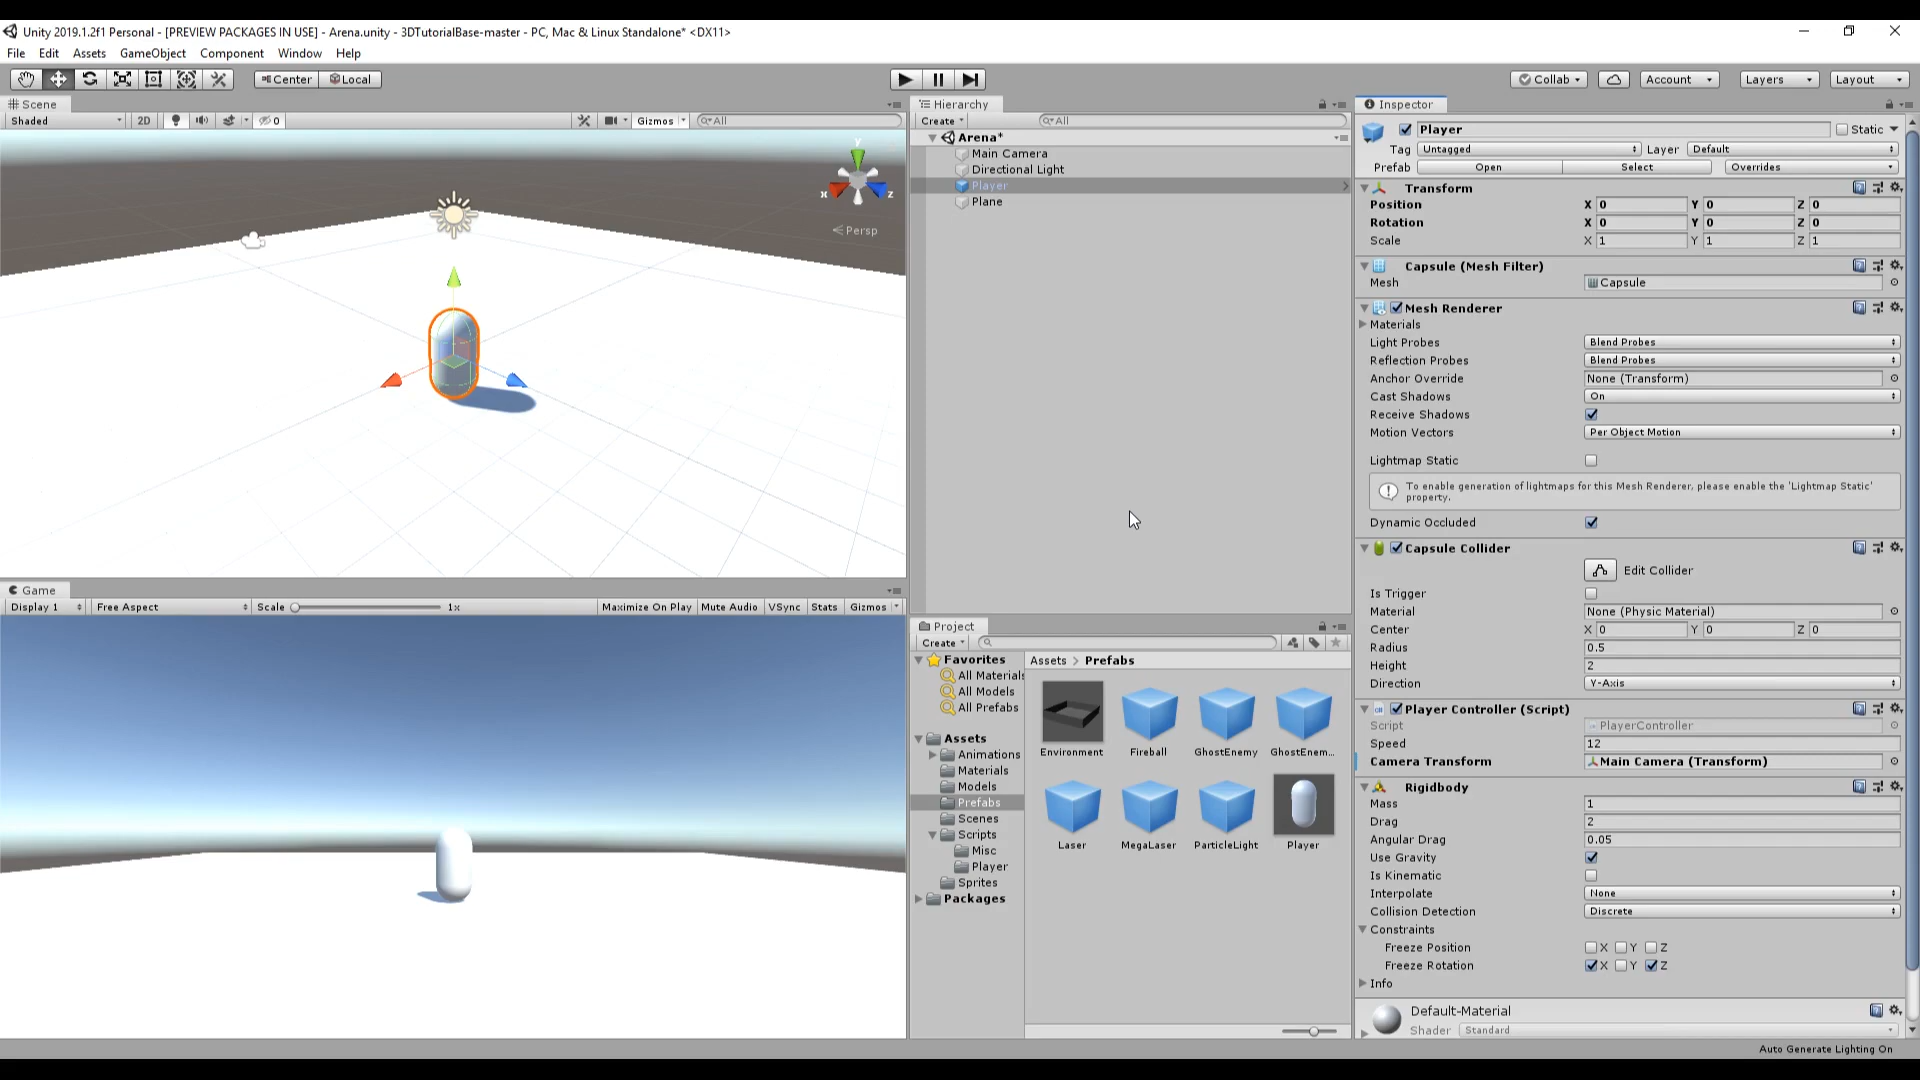 Unity 2019.1.2f1 Personal - [PREVIEW PACKAGES IN USE] - Arena.unity - 3DTutorialBase-master - PC, Mac & Linux Standalone* <DX11>
File Edit Assets GameObject Component Window Help
Center Local Collab Account Layers Layout
Scene
Shaded 2D 0 Gizmos All
y
x z
Persp
Game
Display 1 Free Aspect Scale 1x Maximize On Play Mute Audio VSync Stats Gizmos
Hierarchy
Create All
Arena*
Main Camera
Directional Light
Player
Plane
Project
Create
Favorites
All Materials
All Models
All Prefabs
Assets
Animations
Materials
Models
Prefabs
Scenes
Scripts
Misc
Player
Sprites
Packages
Assets > Prefabs
Environment Fireball GhostEnemy GhostEnem...
Laser MegaLaser ParticleLight Player
Inspector
Player Static
Tag Untagged Layer Default
Prefab Open Select Overrides
Transform
Position X 0 Y 0 Z 0
Rotation X 0 Y 0 Z 0
Scale X 1 Y 1 Z 1
Capsule (Mesh Filter)
Mesh Capsule
Mesh Renderer
Materials
Light Probes Blend Probes
Reflection Probes Blend Probes
Anchor Override None (Transform)
Cast Shadows On
Receive Shadows
Motion Vectors Per Object Motion
Lightmap Static
To enable generation of lightmaps for this Mesh Renderer, please enable the 'Lightmap Static'
property.
Dynamic Occluded
Capsule Collider
Edit Collider
Is Trigger
Material None (Physic Material)
Center X 0 Y 0 Z 0
Radius 0.5
Height 2
Direction Y-Axis
Player Controller (Script)
Script PlayerController
Speed 12
Camera Transform Main Camera (Transform)
Rigidbody
Mass 1
Drag 2
Angular Drag 0.05
Use Gravity
Is Kinematic
Interpolate None
Collision Detection Discrete
Constraints
Freeze Position X Y Z
Freeze Rotation X Y Z
Info
Default-Material
Shader Standard
Auto Generate Lighting On